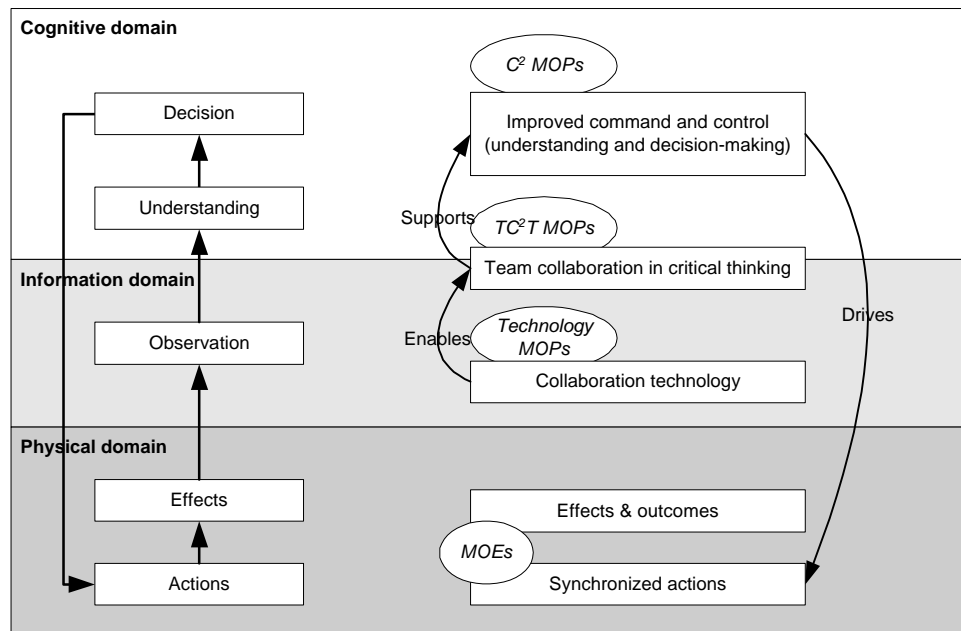 Cognitive domain
C² MOPs
Decision
Improved command and control
(understanding and decision-making)
Understanding
Supports
TC²T MOPs
Team collaboration in critical thinking
Information domain
Observation
Enables
Technology
MOPs
Drives
Collaboration technology
Physical domain
Effects
Effects & outcomes
MOEs
Actions
Synchronized actions